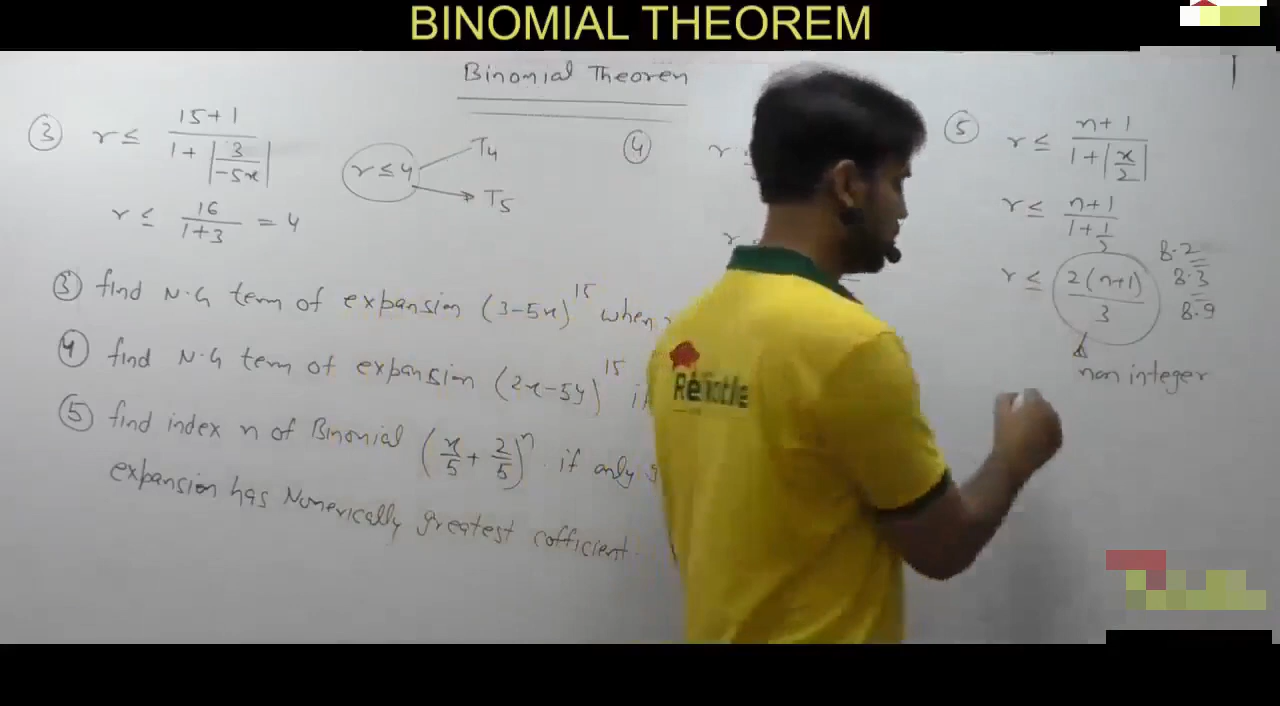 BINOMIAL THEOREM
Binomial Theoren
③ r ≤ 15+1 / 1 + |3 / -5x|
r ≤ 16 / 1+3 = 4
r ≤ 4
T4
T5
④ r ≤
⑤ r ≤ n+1 / 1 + |x / 2|
r ≤ n+1 / 1 + 1/2
r ≤ 2(n+1) / 3
8.2
8.3
8.9
non integer
③ find N.G term of expansion (3-5x)^15 when
④ find N.G term of expansion (2x-5y)^15 if
⑤ find index n of Binomial (x/5 + 2/5)^n if only
expansion has Numerically greatest cofficient